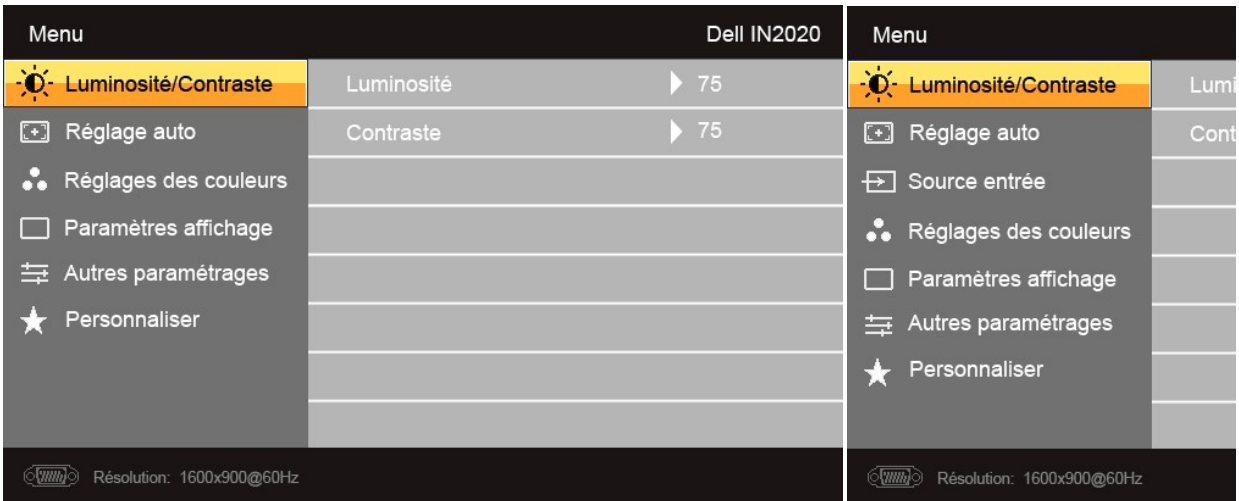 Menu Dell IN2020
Luminosité/Contraste Luminosité 75
Réglage auto Contraste 75
Réglages des couleurs
Paramètres affichage
Autres paramétrages
Personnaliser
Résolution: 1600x900@60Hz
Menu
Luminosité/Contraste Lumi
Réglage auto Cont
Source entrée
Réglages des couleurs
Paramètres affichage
Autres paramétrages
Personnaliser
Résolution: 1600x900@60Hz